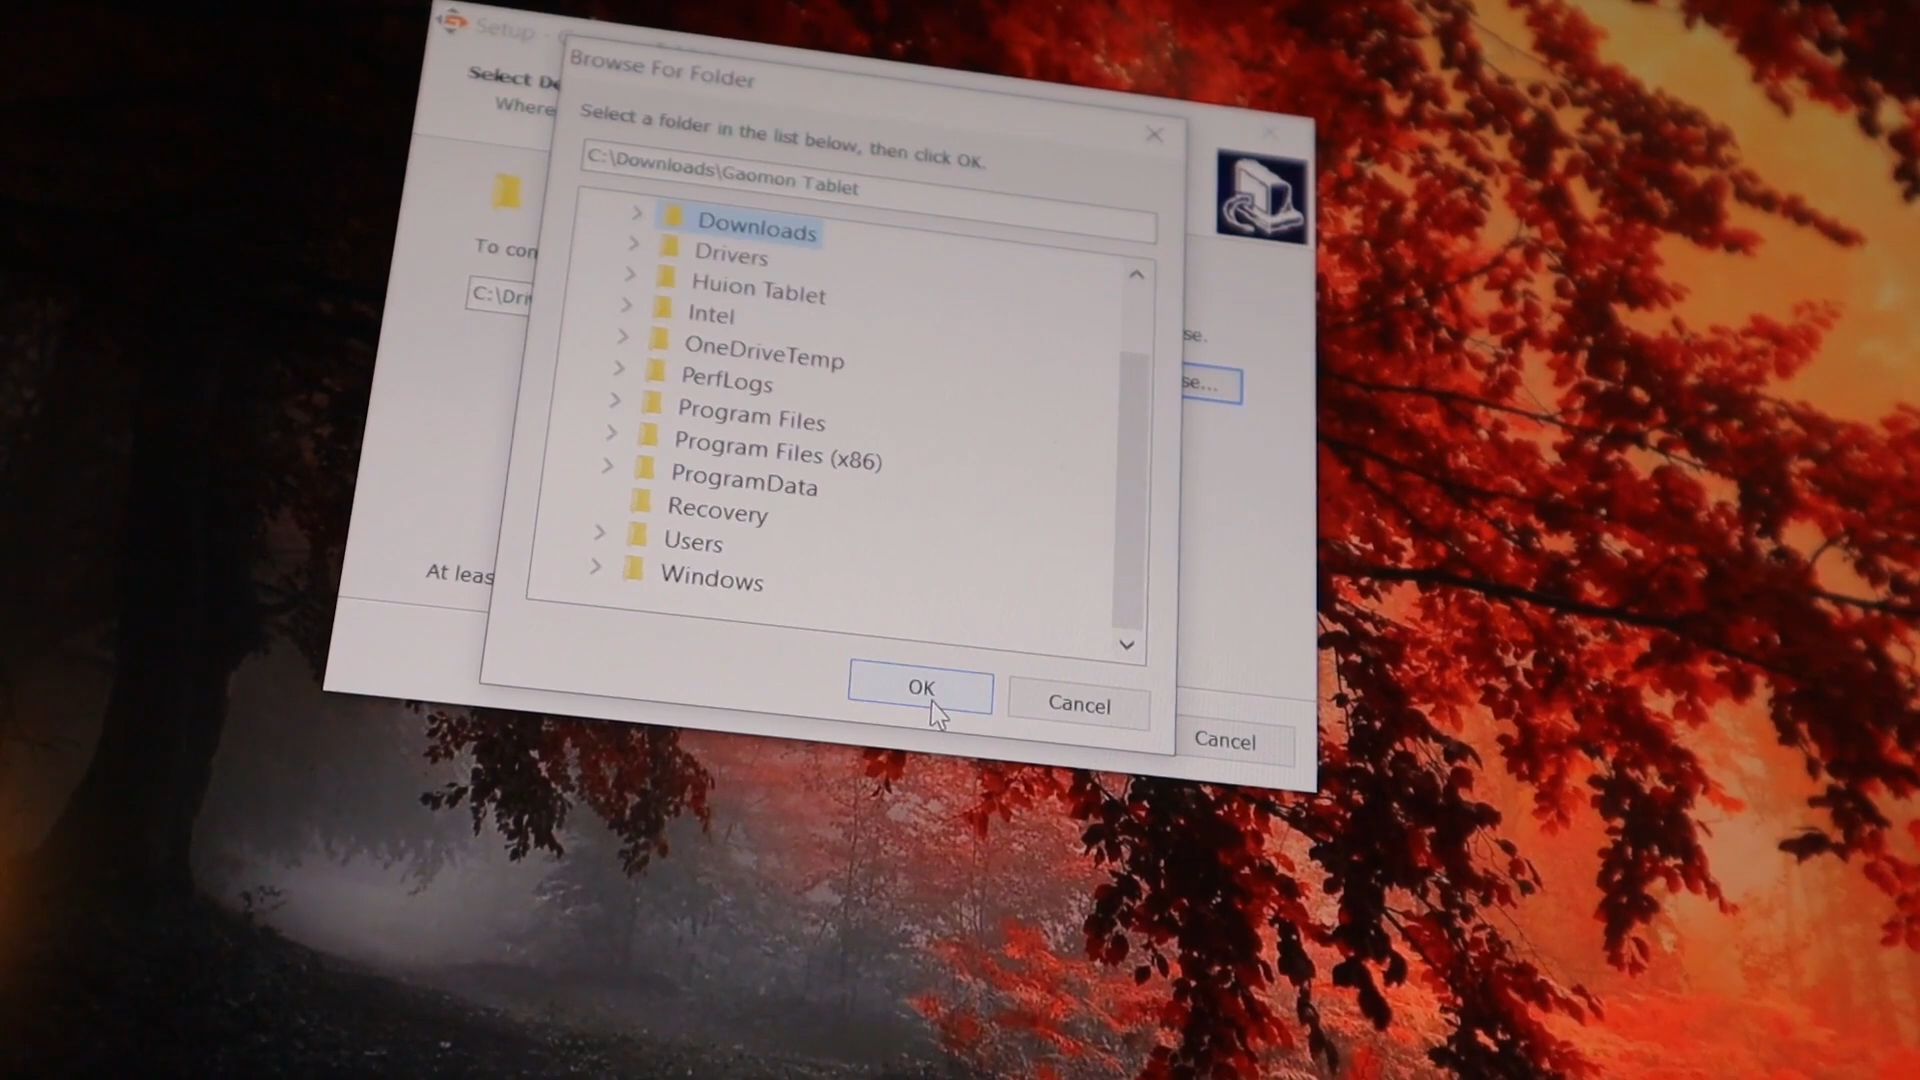 Setup -
Select De
Where
To con
C:\Dri
At leas
Browse For Folder
Select a folder in the list below, then click OK.
C:\Downloads\Gaomon Tablet
Downloads
Drivers
Huion Tablet
Intel
OneDriveTemp
PerfLogs
Program Files
Program Files (x86)
ProgramData
Recovery
Users
Windows
OK
Cancel
se.
se...
Cancel